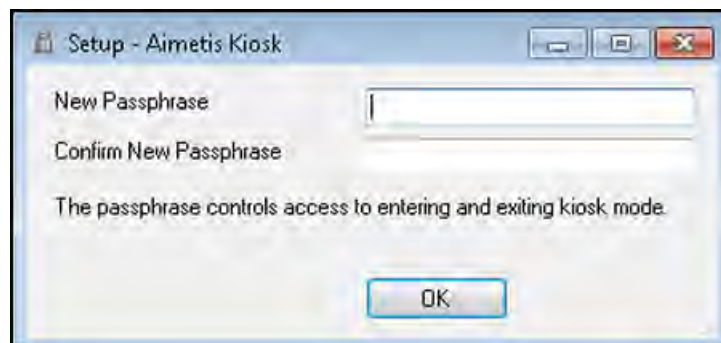 Setup - Aimetis Kiosk
New Passphrase
Confirm New Passphrase
The passphrase controls access to entering and exiting kiosk mode.
OK